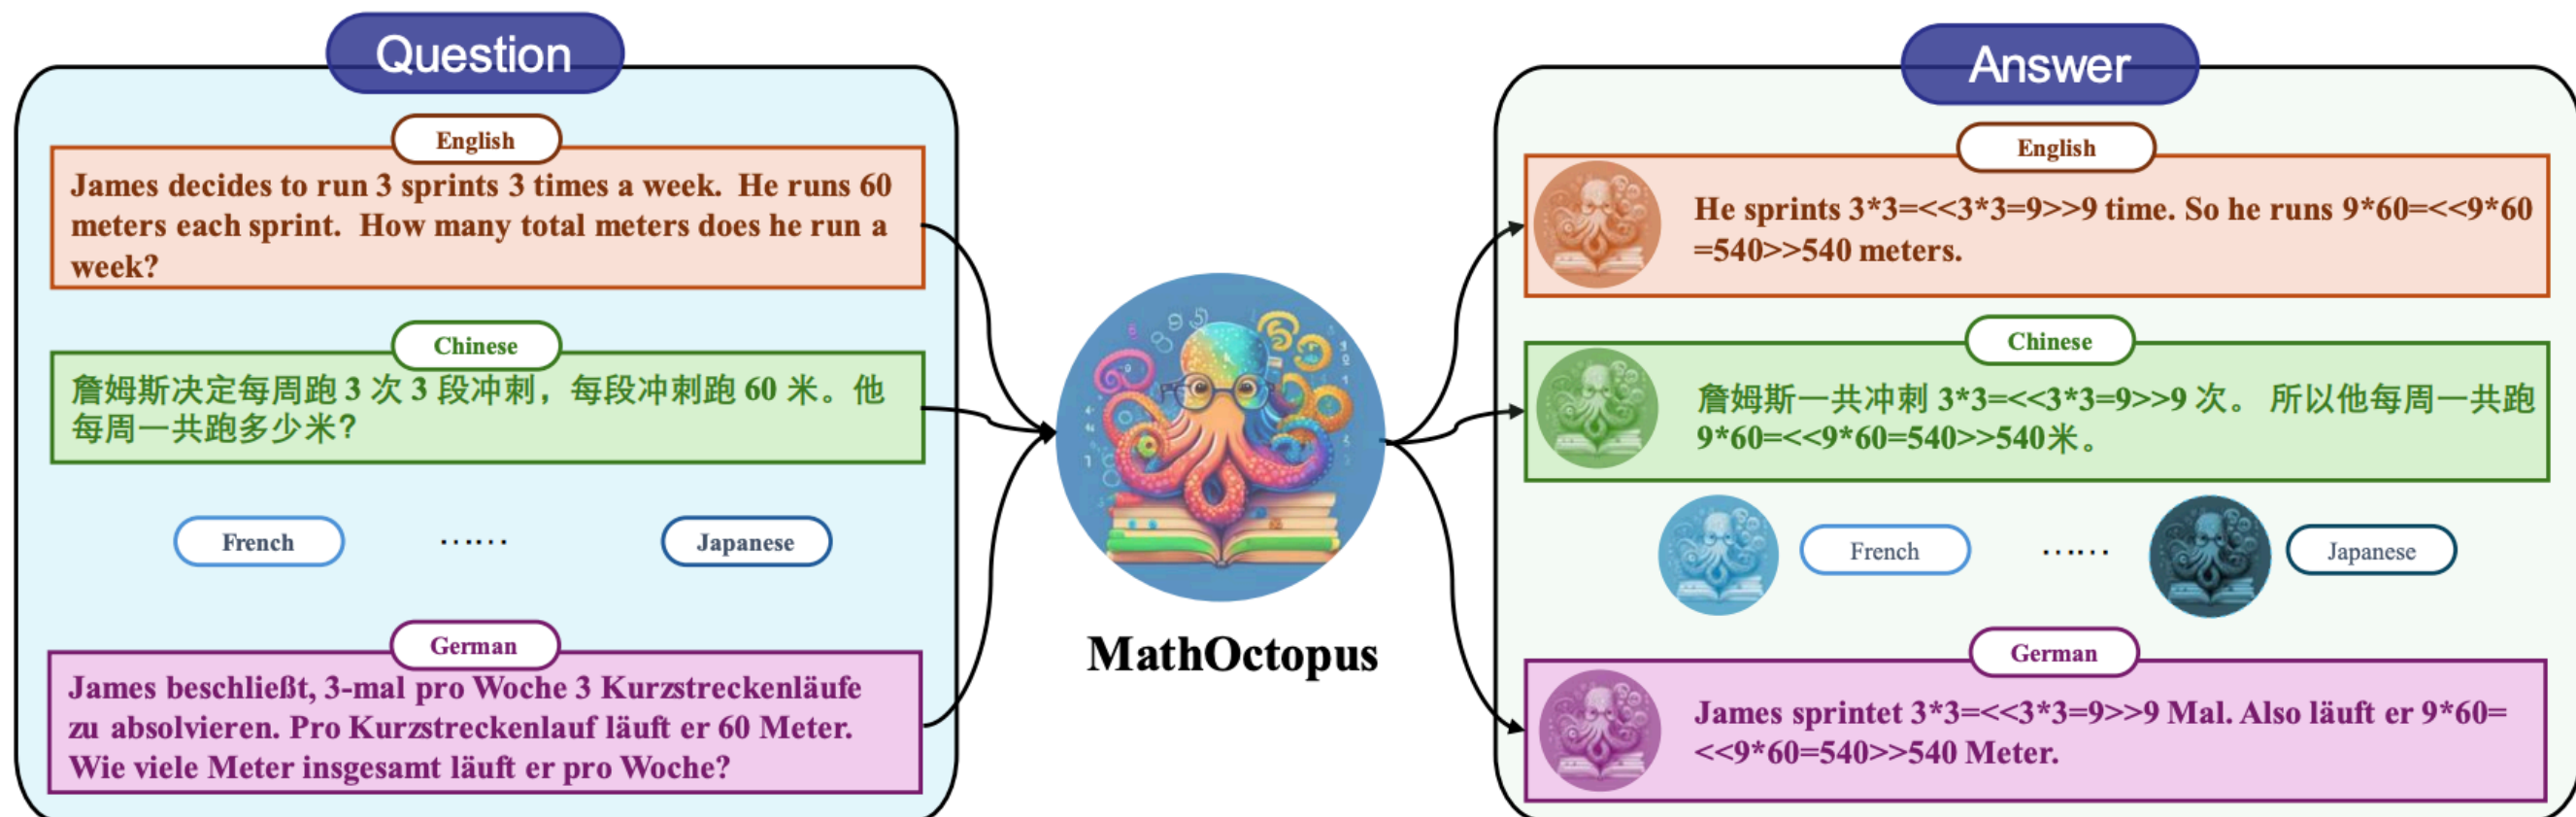 Question
English
James decides to run 3 sprints 3 times a week. He runs 60
meters each sprint. How many total meters does he run a
week?
Chinese
詹姆斯决定每周跑 3 次 3 段冲刺，每段冲刺跑 60 米。他
每周一共跑多少米？
French
......
Japanese
German
James beschließt, 3-mal pro Woche 3 Kurzstreckenläufe
zu absolvieren. Pro Kurzstreckenlauf läuft er 60 Meter.
Wie viele Meter insgesamt läuft er pro Woche?
MathOctopus
Answer
English
He sprints 3*3=<<3*3=9>>9 time. So he runs 9*60=<<9*60
=540>>540 meters.
Chinese
詹姆斯一共冲刺 3*3=<<3*3=9>>9 次。 所以他每周一共跑
9*60=<<9*60=540>>540米。
French
......
Japanese
German
James sprintet 3*3=<<3*3=9>>9 Mal. Also läuft er 9*60=
<<9*60=540>>540 Meter.